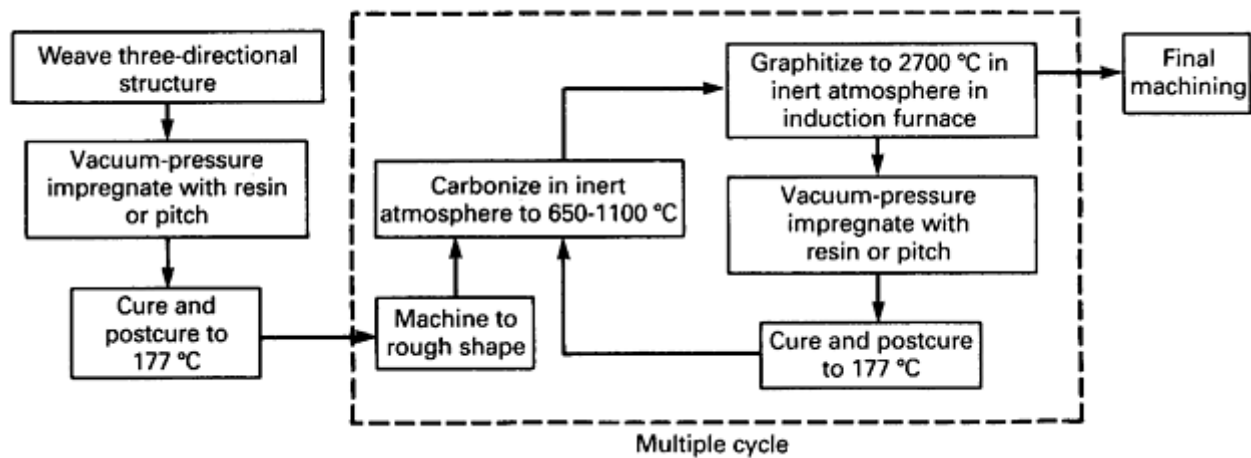 Weave three-directional
structure
Vacuum-pressure
impregnate with resin
or pitch
Cure and
postcure to
177 °C
Machine to
rough shape
Carbonize in inert
atmosphere to 650-1100 °C
Graphitize to 2700 °C in
inert atmosphere in
induction furnace
Vacuum-pressure
impregnate with
resin or pitch
Cure and postcure
to 177 °C
Final
machining
Multiple cycle